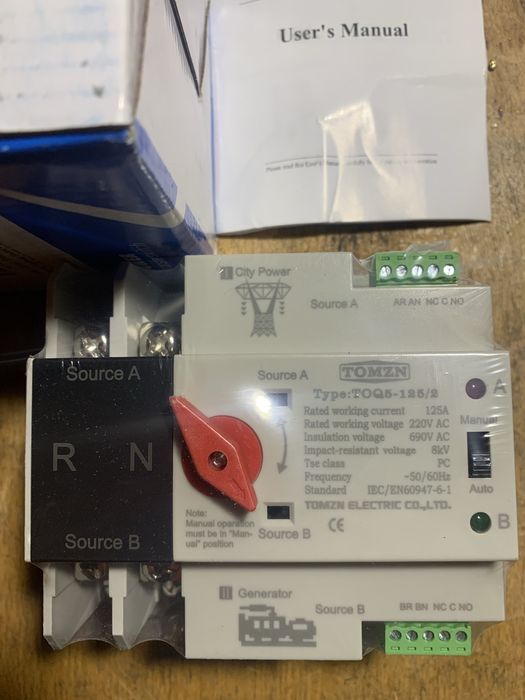 User's Manual
I City Power
Source A
AR AN NC C NO
Source A
R N
Source B
Source A
TOMZN
Type:TOQ5-125/2
Rated working current 125A
Rated working voltage 220V AC
Insulation voltage 690V AC
Impact-resistant voltage 8kV
Tse class PC
Frequency ~50/60Hz
Standard IEC/EN60947-6-1
TOMZN ELECTRIC CO.,LTD.
CE
Note:
Manual operation
must be in "Man-
ual" position
Source B
A
Manual
Auto
B
II Generator
Source B
BR BN NC C NO